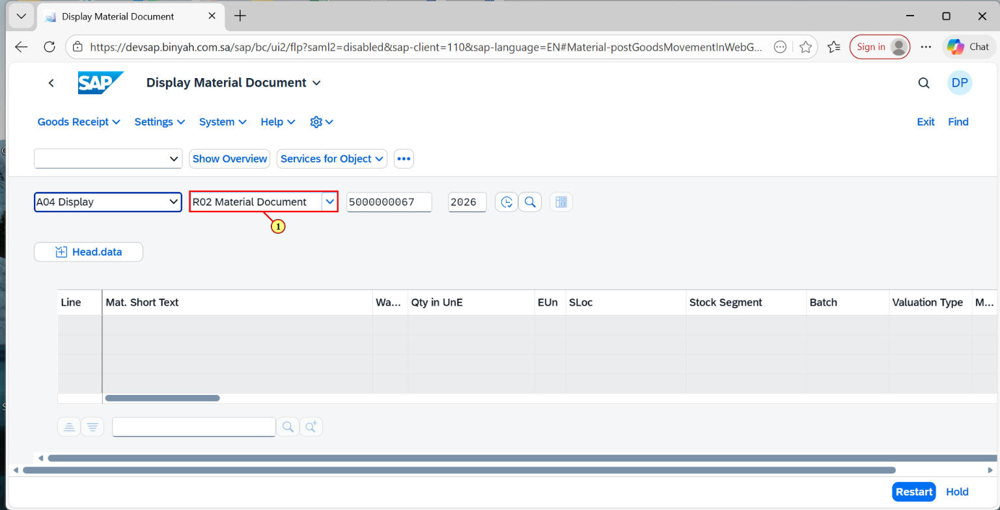 Display Material Document
https://devsap.binyah.com.sa/sap/bc/ui2/flp?saml2=disabled&sap-client=110&sap-language=EN#Material-postGoodsMovementInWebG...
Sign in
Chat
SAP
Display Material Document
DP
Goods Receipt
Settings
System
Help
Exit
Find
Show Overview
Services for Object
A04 Display
R02 Material Document
5000000067
2026
1
Head.data
Line
Mat. Short Text
Wa...
Qty in UnE
EUn
SLoc
Stock Segment
Batch
Valuation Type
M...
Restart
Hold